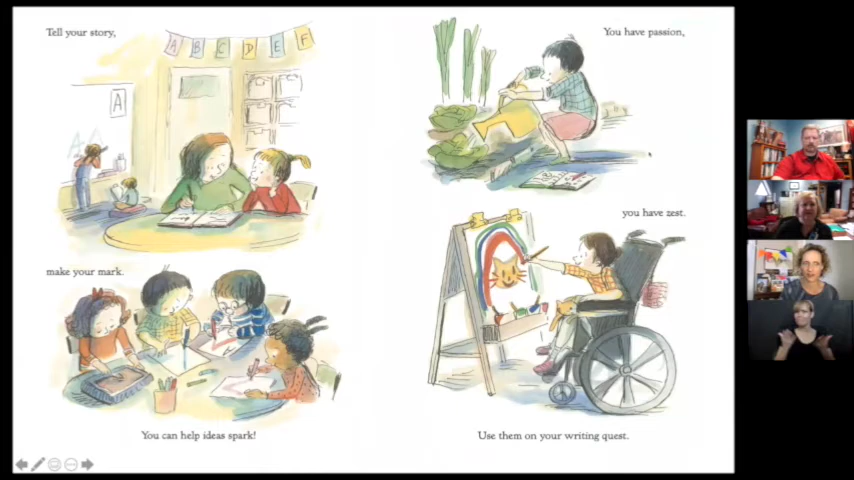 Tell your story,
A B C D E F
A
AA
make your mark.
You can help ideas spark!
You have passion,
you have zest.
Use them on your writing quest.